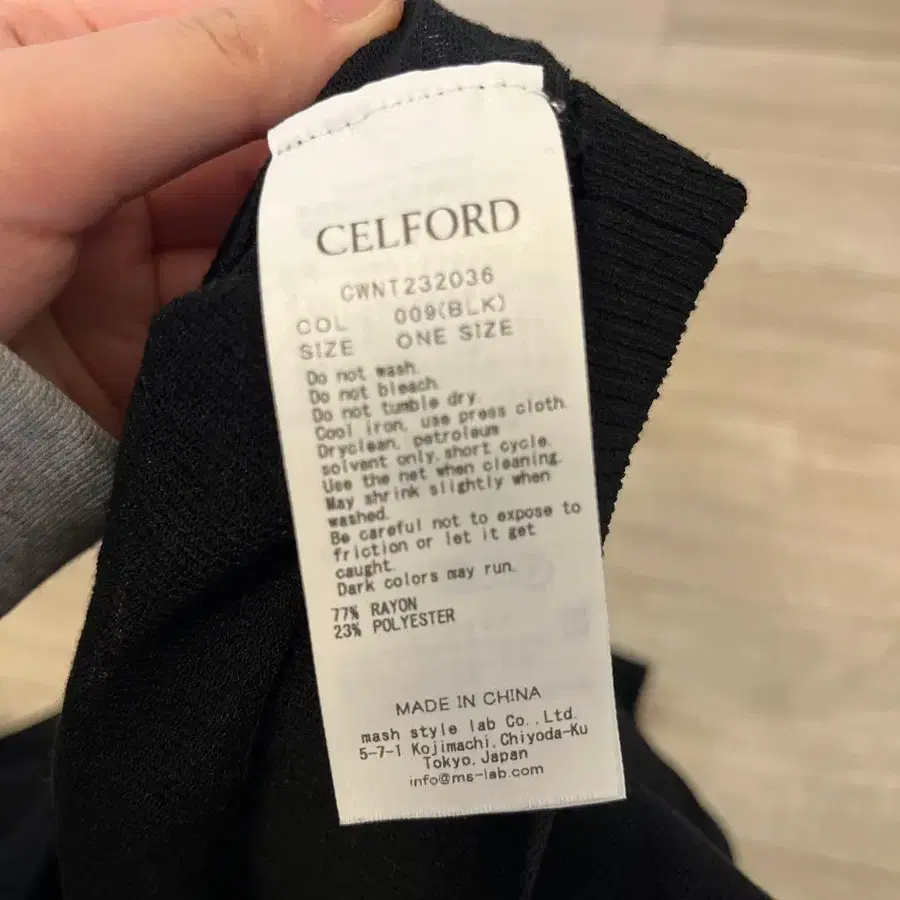 CELFORD
CWNT232036
COL 009(BLK)
SIZE ONE SIZE
Do not wash.
Do not bleach.
Do not tumble dry.
Cool iron, use press cloth.
Dryclean, petroleum
solvent only,short cycle.
Use the net when cleaning.
May shrink slightly when
washed.
Be careful not to expose to
friction or let it get
caught.
Dark colors may run.
77% RAYON
23% POLYESTER
MADE IN CHINA
mash style lab Co.,Ltd.
5-7-1 Kojimachi,Chiyoda-Ku
Tokyo,Japan
info@ms-lab.com